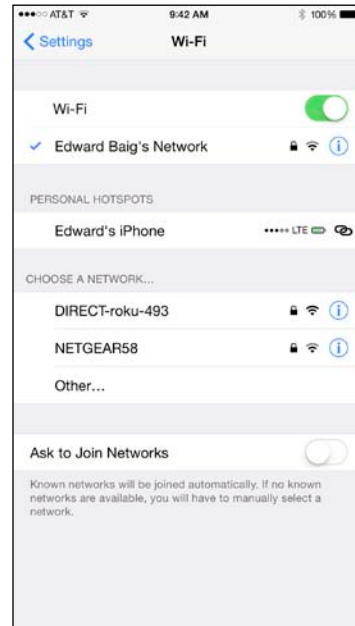 AT&T 9:42 AM 100%
Settings Wi-Fi
Wi-Fi
Edward Baig's Network
PERSONAL HOTSPOTS
Edward's iPhone LTE
CHOOSE A NETWORK...
DIRECT-roku-493
NETGEAR58
Other...
Ask to Join Networks
Known networks will be joined automatically. If no known
networks are available, you will have to manually select a
network.